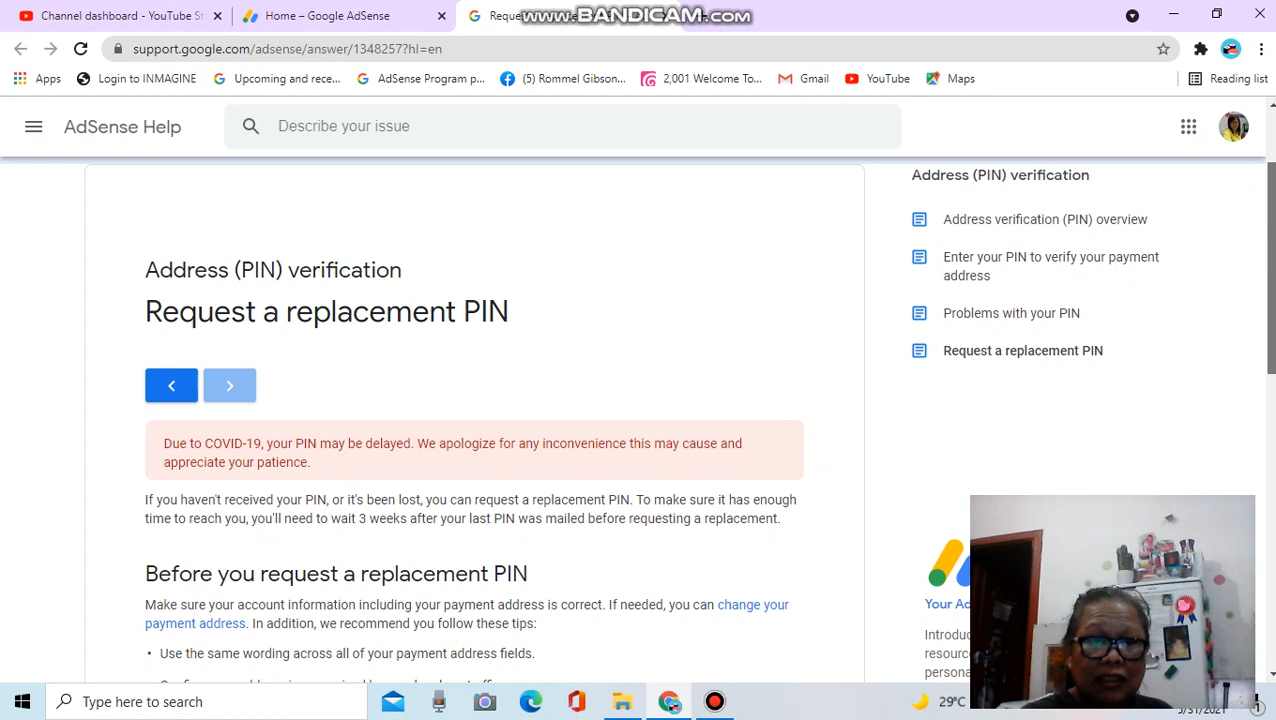 Channel dashboard - YouTube St
Home – Google AdSense
Reque
www.BANDICAM.com
support.google.com/adsense/answer/1348257?hl=en
Apps
Login to INMAGINE
Upcoming and rece...
AdSense Program p...
(5) Rommel Gibson...
2,001 Welcome To...
Gmail
YouTube
Maps
Reading list
AdSense Help
Describe your issue
Address (PIN) verification
Address verification (PIN) overview
Enter your PIN to verify your payment
address
Problems with your PIN
Request a replacement PIN
Address (PIN) verification
Request a replacement PIN
Due to COVID-19, your PIN may be delayed. We apologize for any inconvenience this may cause and
appreciate your patience.
If you haven't received your PIN, or it's been lost, you can request a replacement PIN. To make sure it has enough
time to reach you, you'll need to wait 3 weeks after your last PIN was mailed before requesting a replacement.
Before you request a replacement PIN
Make sure your account information including your payment address is correct. If needed, you can change your
payment address. In addition, we recommend you follow these tips:
• Use the same wording across all of your payment address fields.
Your Ad
Introduc
resource
persona
Type here to search
29°C
5/31/2021